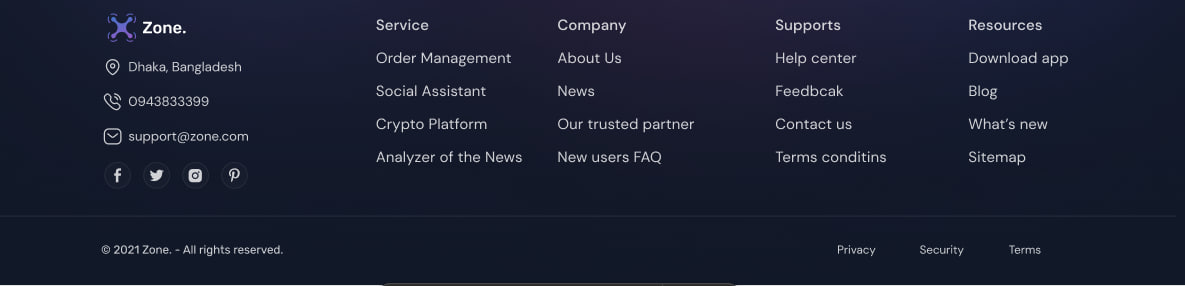 Zone.
Dhaka, Bangladesh
0943833399
support@zone.com
Service
Order Management
Social Assistant
Crypto Platform
Analyzer of the News
Company
About Us
News
Our trusted partner
New users FAQ
Supports
Help center
Feedbcak
Contact us
Terms conditins
Resources
Download app
Blog
What's new
Sitemap
© 2021 Zone. - All rights reserved.
Privacy
Security
Terms